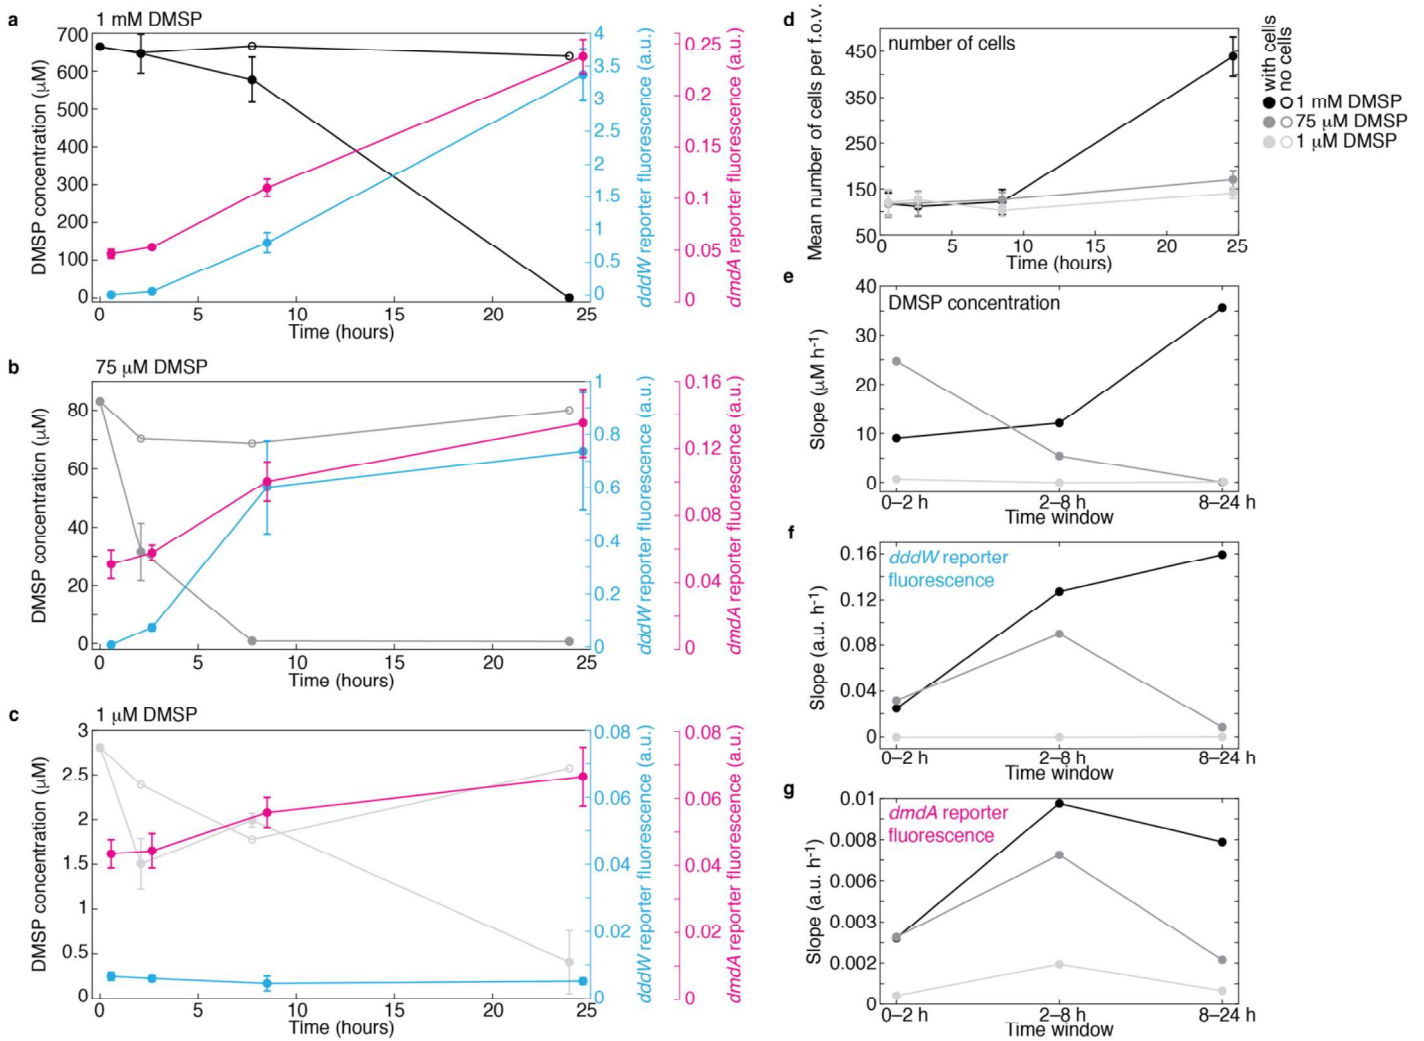 a
1 mM DMSP
700
600
500
400
300
200
100
0
DMSP concentration (µM)
0
5
10
15
20
25
Time (hours)
4
3.5
3
2.5
2
1.5
1
0.5
0
dddW reporter fluorescence (a.u.)
0.25
0.2
0.15
0.1
0.05
0
dmdA reporter fluorescence (a.u.)
b
75 µM DMSP
80
60
40
20
0
DMSP concentration (µM)
0
5
10
15
20
25
Time (hours)
1
0.8
0.6
0.4
0.2
0
dddW reporter fluorescence (a.u.)
0.16
0.12
0.08
0.04
0
dmdA reporter fluorescence (a.u.)
c
1 µM DMSP
3
2.5
2
1.5
1
0.5
0
DMSP concentration (µM)
0
5
10
15
20
25
Time (hours)
0.08
0.06
0.04
0.02
0
dddW reporter fluorescence (a.u.)
0.08
0.06
0.04
0.02
0
dmdA reporter fluorescence (a.u.)
d
number of cells
450
350
250
150
50
Mean number of cells per f.o.v.
0
5
10
15
20
25
Time (hours)
with cells
no cells
1 mM DMSP
75 µM DMSP
1 µM DMSP
e
DMSP concentration
40
30
20
10
0
Slope (µM h-1)
0–2 h
2–8 h
8–24 h
Time window
f
dddW reporter
fluorescence
0.16
0.12
0.08
0.04
0
Slope (a.u. h-1)
0–2 h
2–8 h
8–24 h
Time window
g
dmdA reporter
fluorescence
0.01
0.008
0.006
0.003
0.002
0
Slope (a.u. h-1)
0–2 h
2–8 h
8–24 h
Time window